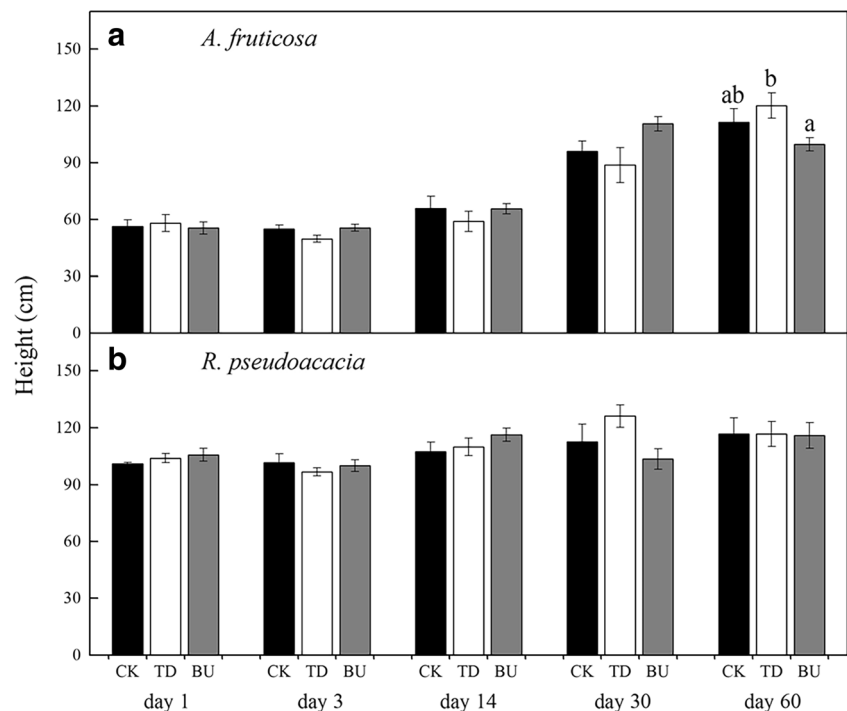 a A. fruticosa
150
120
90
60
30
0
ab
b
a
Height (cm)
b R. pseudoacacia
120
90
60
30
0
CK TD BU CK TD BU CK TD BU CK TD BU CK TD BU
day 1 day 3 day 14 day 30 day 60